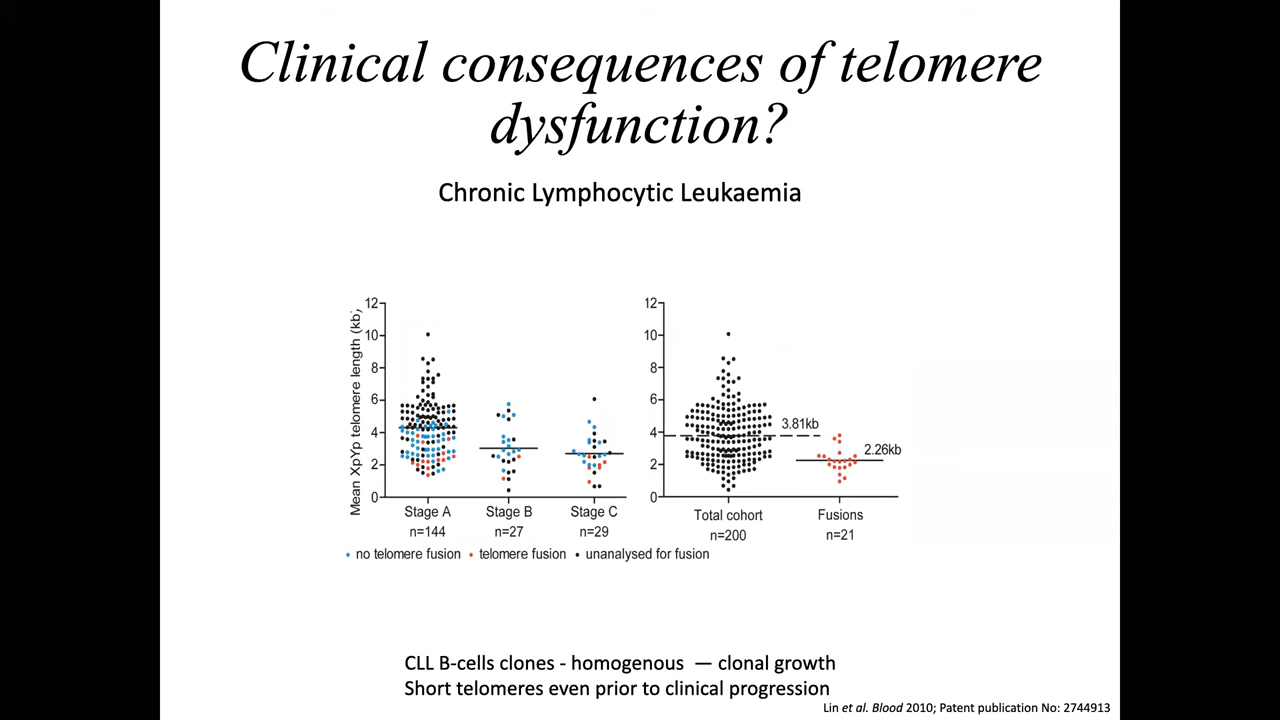 Clinical consequences of telomere
dysfunction?
Chronic Lymphocytic Leukaemia
Mean XpYp telomere length (kb)
12
10
8
6
4
2
0
Stage A
n=144
Stage B
n=27
Stage C
n=29
• no telomere fusion • telomere fusion • unanalysed for fusion
12
10
8
6
4
2
0
3.81kb
2.26kb
Total cohort
n=200
Fusions
n=21
CLL B-cells clones - homogenous — clonal growth
Short telomeres even prior to clinical progression
Lin et al. Blood 2010; Patent publication No: 2744913